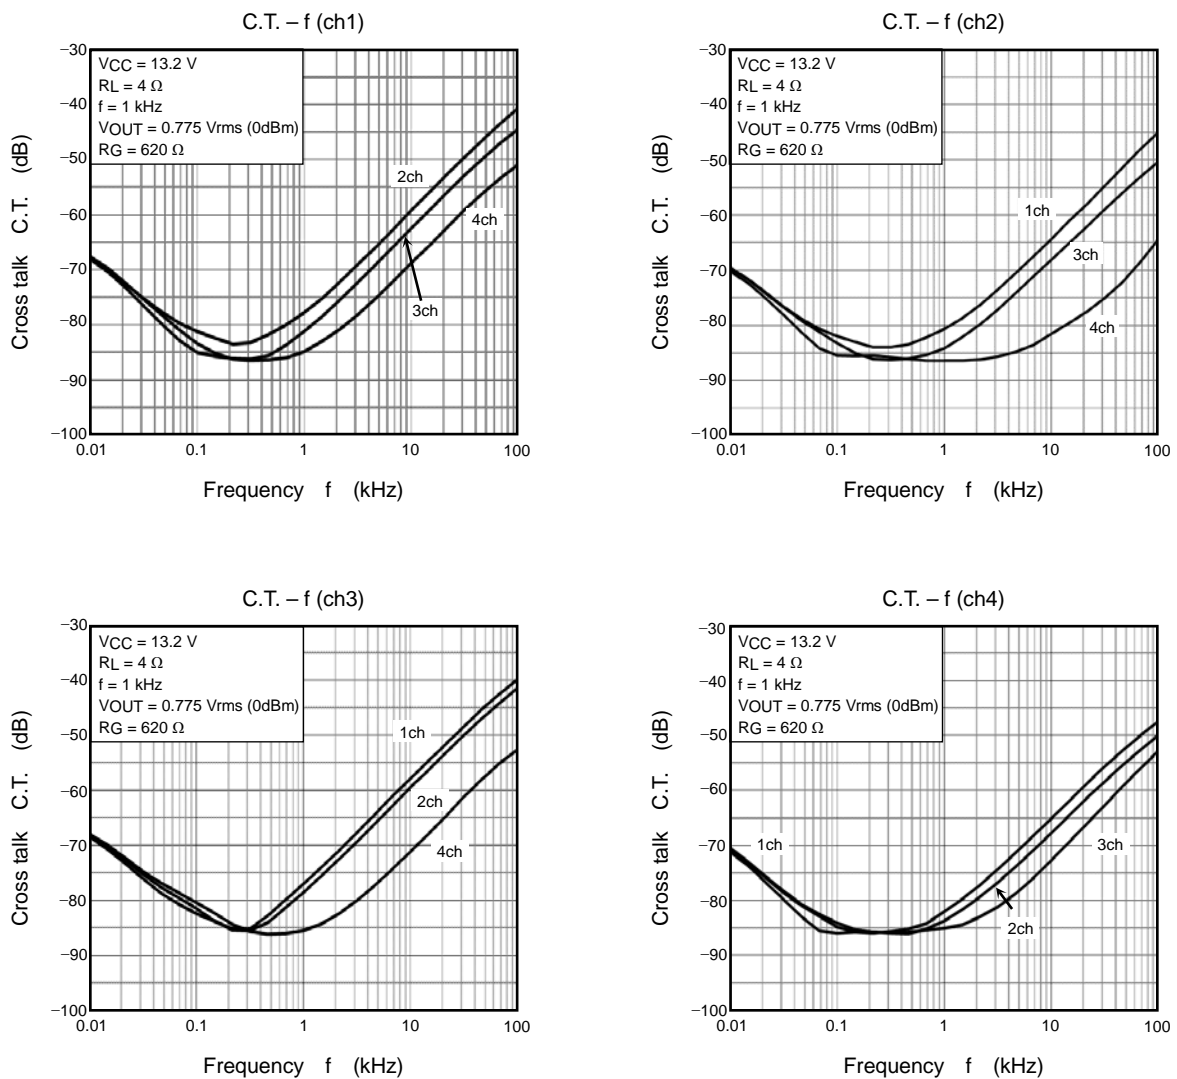 C.T. – f (ch1)
Cross talk C.T. (dB)
–30
–40
–50
–60
–70
–80
–90
–100
VCC = 13.2 V
RL = 4 Ω
f = 1 kHz
VOUT = 0.775 Vrms (0dBm)
RG = 620 Ω
2ch
4ch
3ch
0.01 0.1 1 10 100
Frequency f (kHz)
C.T. – f (ch2)
Cross talk C.T. (dB)
–30
–40
–50
–60
–70
–80
–90
–100
VCC = 13.2 V
RL = 4 Ω
f = 1 kHz
VOUT = 0.775 Vrms (0dBm)
RG = 620 Ω
1ch
3ch
4ch
0.01 0.1 1 10 100
Frequency f (kHz)
C.T. – f (ch3)
Cross talk C.T. (dB)
–30
–40
–50
–60
–70
–80
–90
–100
VCC = 13.2 V
RL = 4 Ω
f = 1 kHz
VOUT = 0.775 Vrms (0dBm)
RG = 620 Ω
1ch
2ch
4ch
0.01 0.1 1 10 100
Frequency f (kHz)
C.T. – f (ch4)
Cross talk C.T. (dB)
–30
–40
–50
–60
–70
–80
–90
–100
VCC = 13.2 V
RL = 4 Ω
f = 1 kHz
VOUT = 0.775 Vrms (0dBm)
RG = 620 Ω
1ch
3ch
2ch
0.01 0.1 1 10 100
Frequency f (kHz)